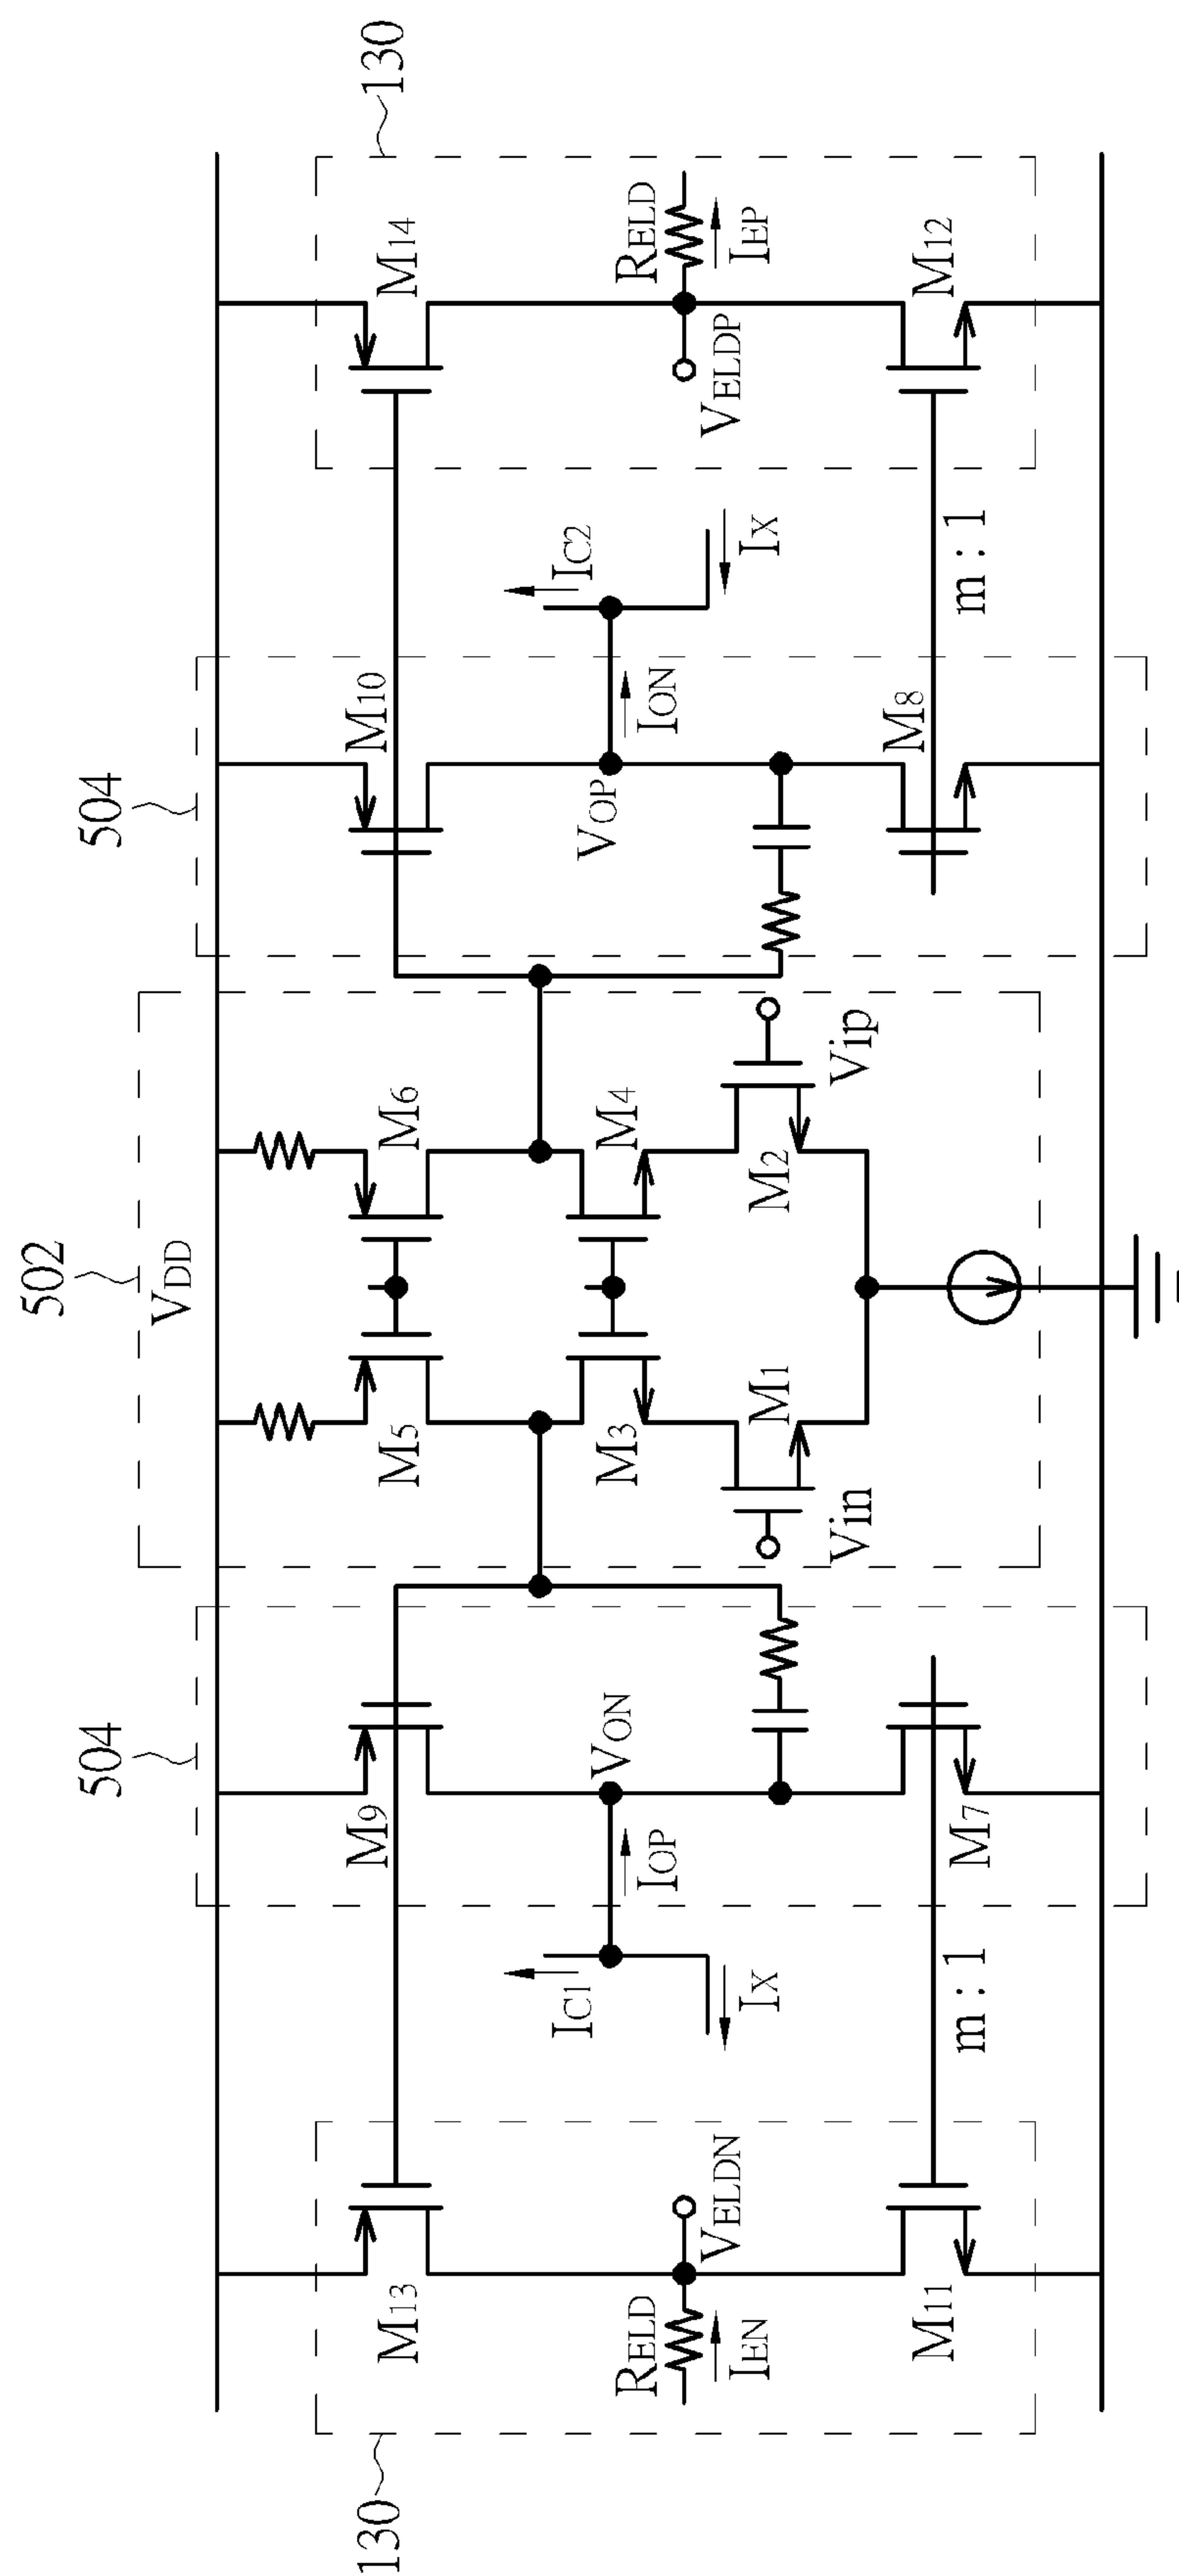 502
504
504
130
130
VDD
M13
M9
M5
M6
M10
M14
M3
M4
IC1
IC2
VON
VOP
RELD
IOP
ION
RELD
VELDN
VELDP
IEN
IX
IX
IEP
M1
M2
Vin
Vip
M11
M7
M8
M12
m : 1
m : 1